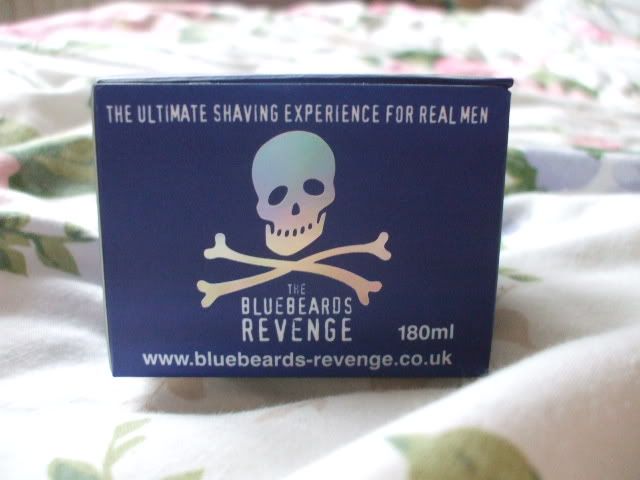 THE ULTIMATE SHAVING EXPERIENCE FOR REAL MEN
THE
BLUEBEARDS
REVENGE
180ml
www.bluebeards-revenge.co.uk